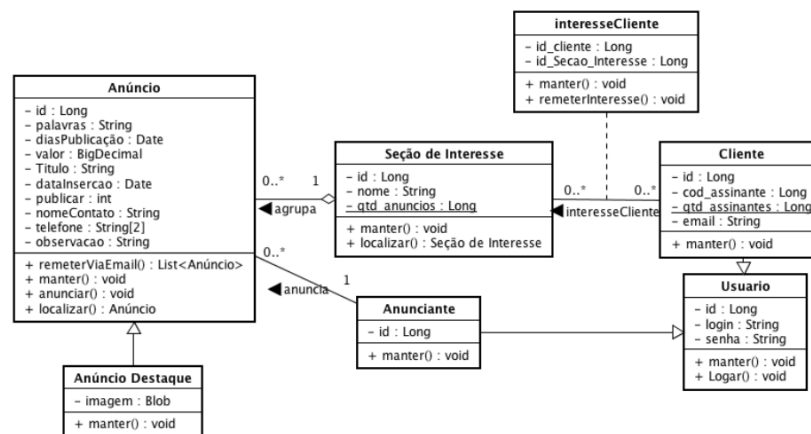 interesseCliente
- id_cliente : Long
- id_Secao_Interesse : Long
+ manter() : void
+ remeterInteresse() : void
Anúncio
- id : Long
- palavras : String
- diasPublicação : Date
- valor : BigDecimal
- Titulo : String
- dataInsercao : Date
- publicar : int
- nomeContato : String
- telefone : String[2]
- observacao : String
+ remeterViaEmail() : List<Anúncio>
+ manter() : void
+ anunciar() : void
+ localizar() : Anúncio
0..*
1
agrupa
Seção de Interesse
- id : Long
- nome : String
- qtd_anuncios : Long
+ manter() : void
+ localizar() : Seção de Interesse
0..*
0..*
interesseCliente
Cliente
- id : Long
- cod_assinante : Long
- qtd_assinantes : Long
- email : String
+ manter() : void
0..*
1
anuncia
Anunciante
- id : Long
+ manter() : void
Usuario
- id : Long
- login : String
- senha : String
+ manter() : void
+ Logar() : void
Anúncio Destaque
- imagem : Blob
+ manter() : void